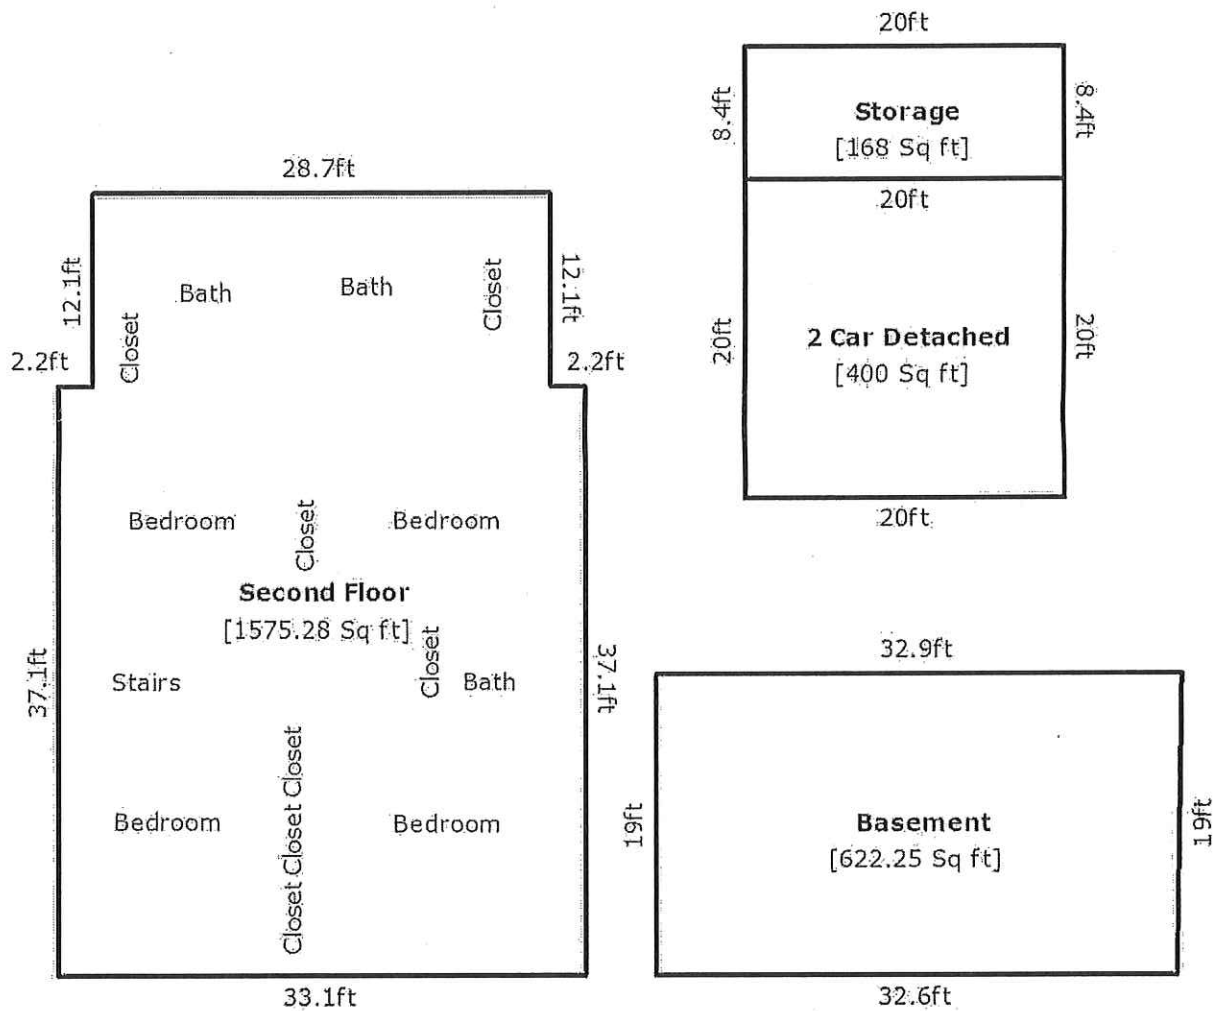 20ft
8.4ft
8.4ft
Storage
[168 Sq ft]
20ft
20ft
20ft
2 Car Detached
[400 Sq ft]
20ft
28.7ft
12.1ft
12.1ft
Bath
Bath
Closet
Closet
2.2ft
2.2ft
Bedroom
Closet
Bedroom
Second Floor
[1575.28 Sq ft]
37.1ft
37.1ft
Stairs
Closet
Bath
Bedroom
Closet Closet Closet
Bedroom
33.1ft
32.9ft
19ft
19ft
Basement
[622.25 Sq ft]
32.6ft